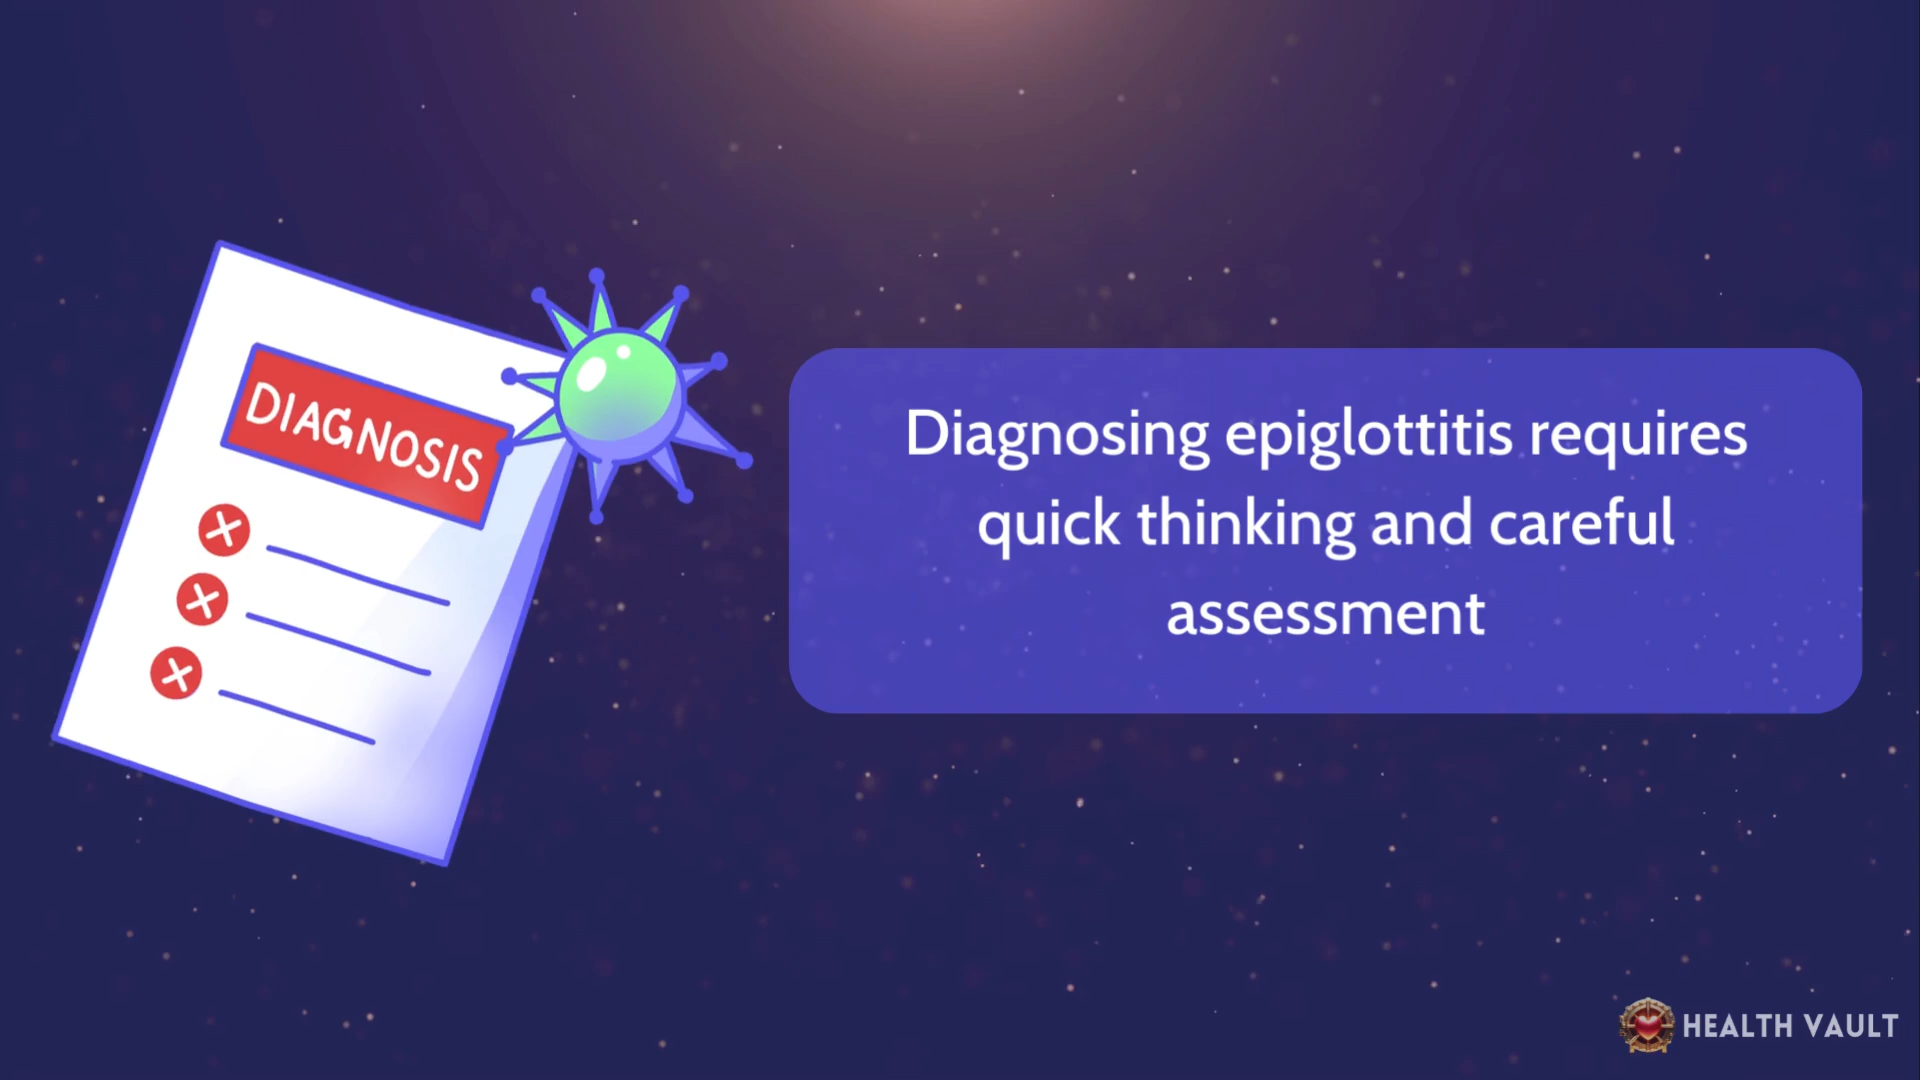 DIAGNOSIS
Diagnosing epiglottitis requires
quick thinking and careful
assessment
HEALTH VAULT